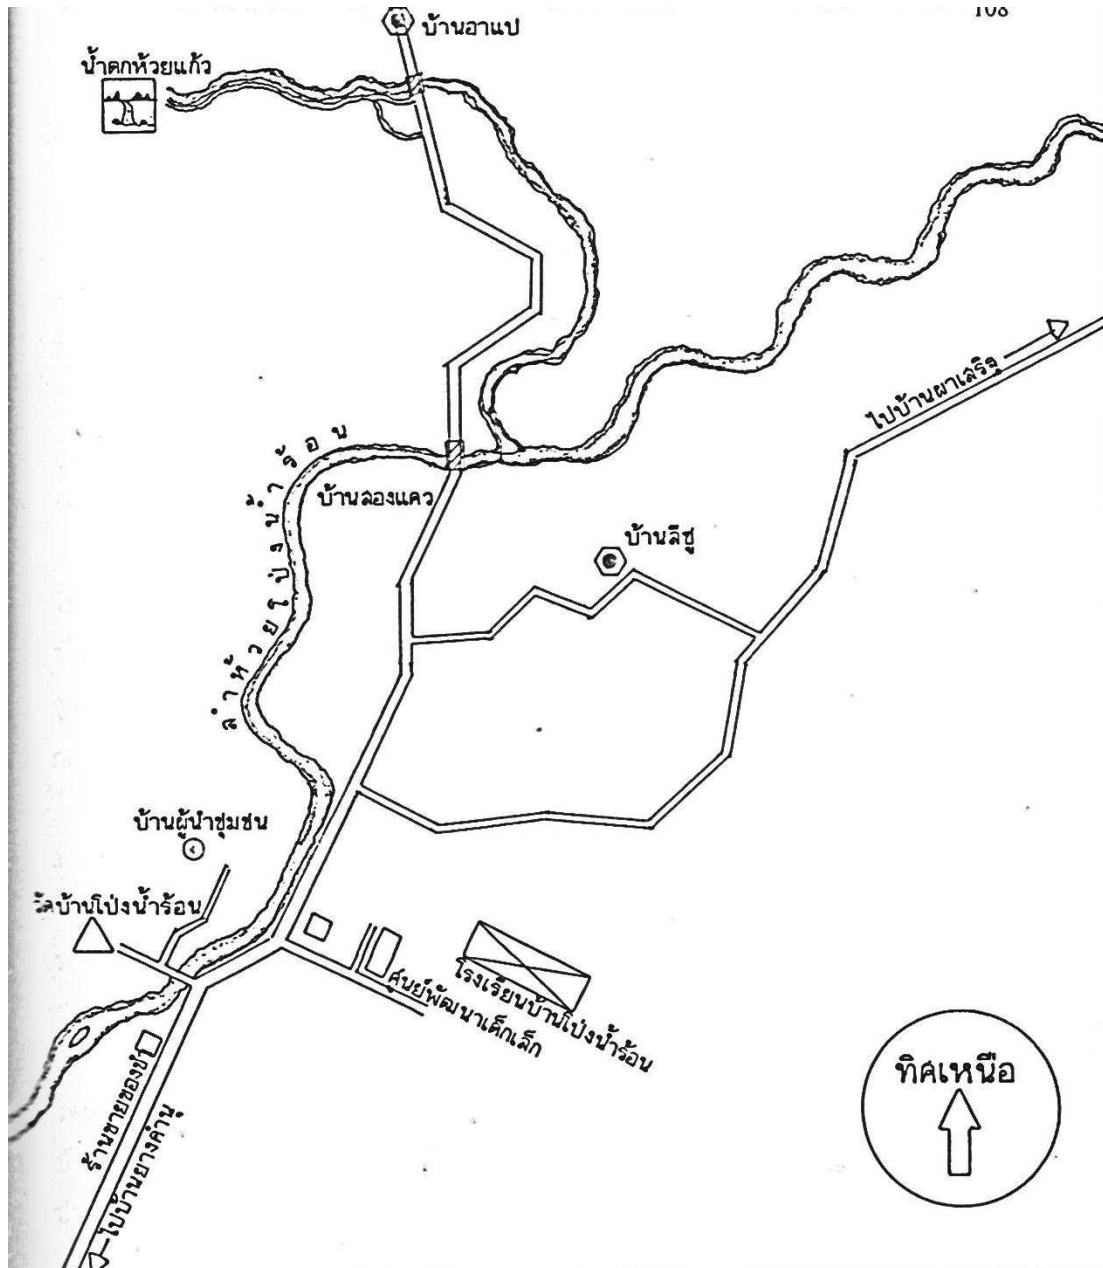 108
บ้านอาแป
น้ำตกห้วยแก้ว
ไปบ้านผาเสริฐ
บ้านลองแคว
บ้านลีซู
ลำห้วยโป่งน้ำร้อน
บ้านผู้นำชุมชน
วัดบ้านโป่งน้ำร้อน
โรงเรียนบ้านโป่งน้ำร้อน
ศูนย์พัฒนาเด็กเล็ก
ทิศเหนือ
ร้านขายของชำ
ไปบ้านยางคำนุ